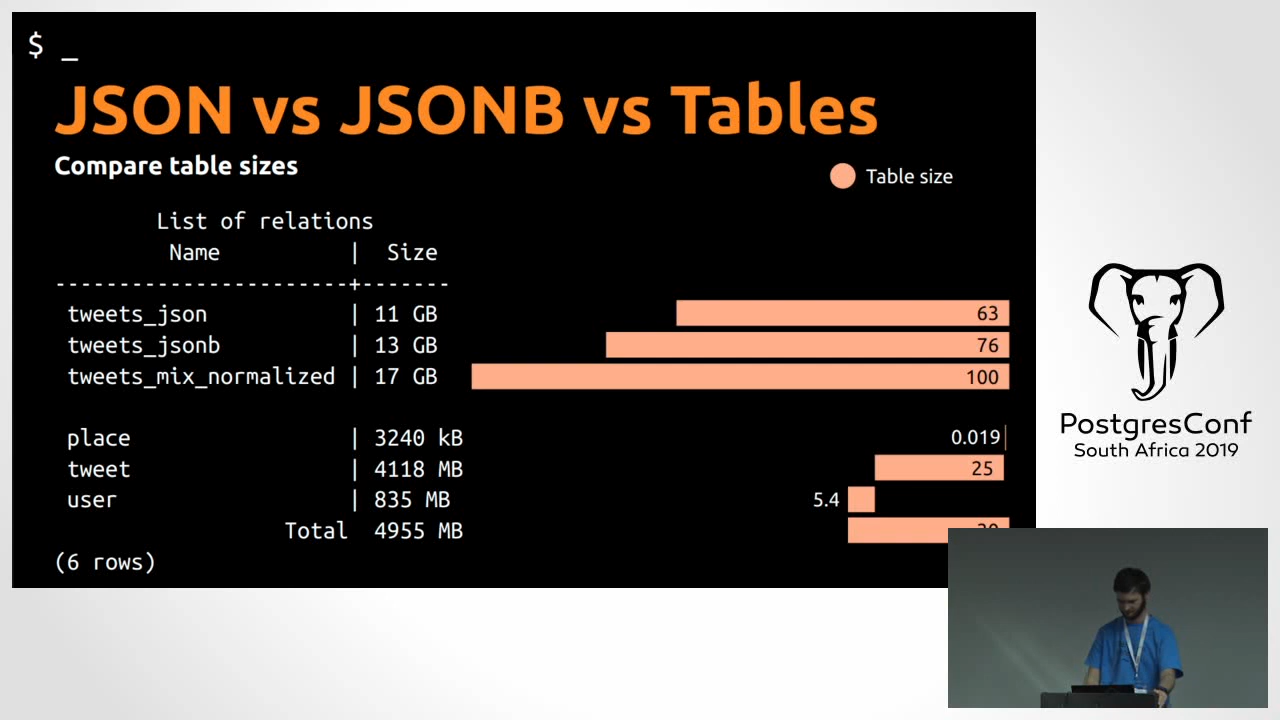 $ _
JSON vs JSONB vs Tables
Compare table sizes
Table size
List of relations
Name | Size
-----------------------+-------
tweets_json | 11 GB 63
tweets_jsonb | 13 GB 76
tweets_mix_normalized | 17 GB 100
place | 3240 kB 0.019
tweet | 4118 MB 25
user | 835 MB 5.4
Total 4955 MB
(6 rows)
PostgresConf
South Africa 2019